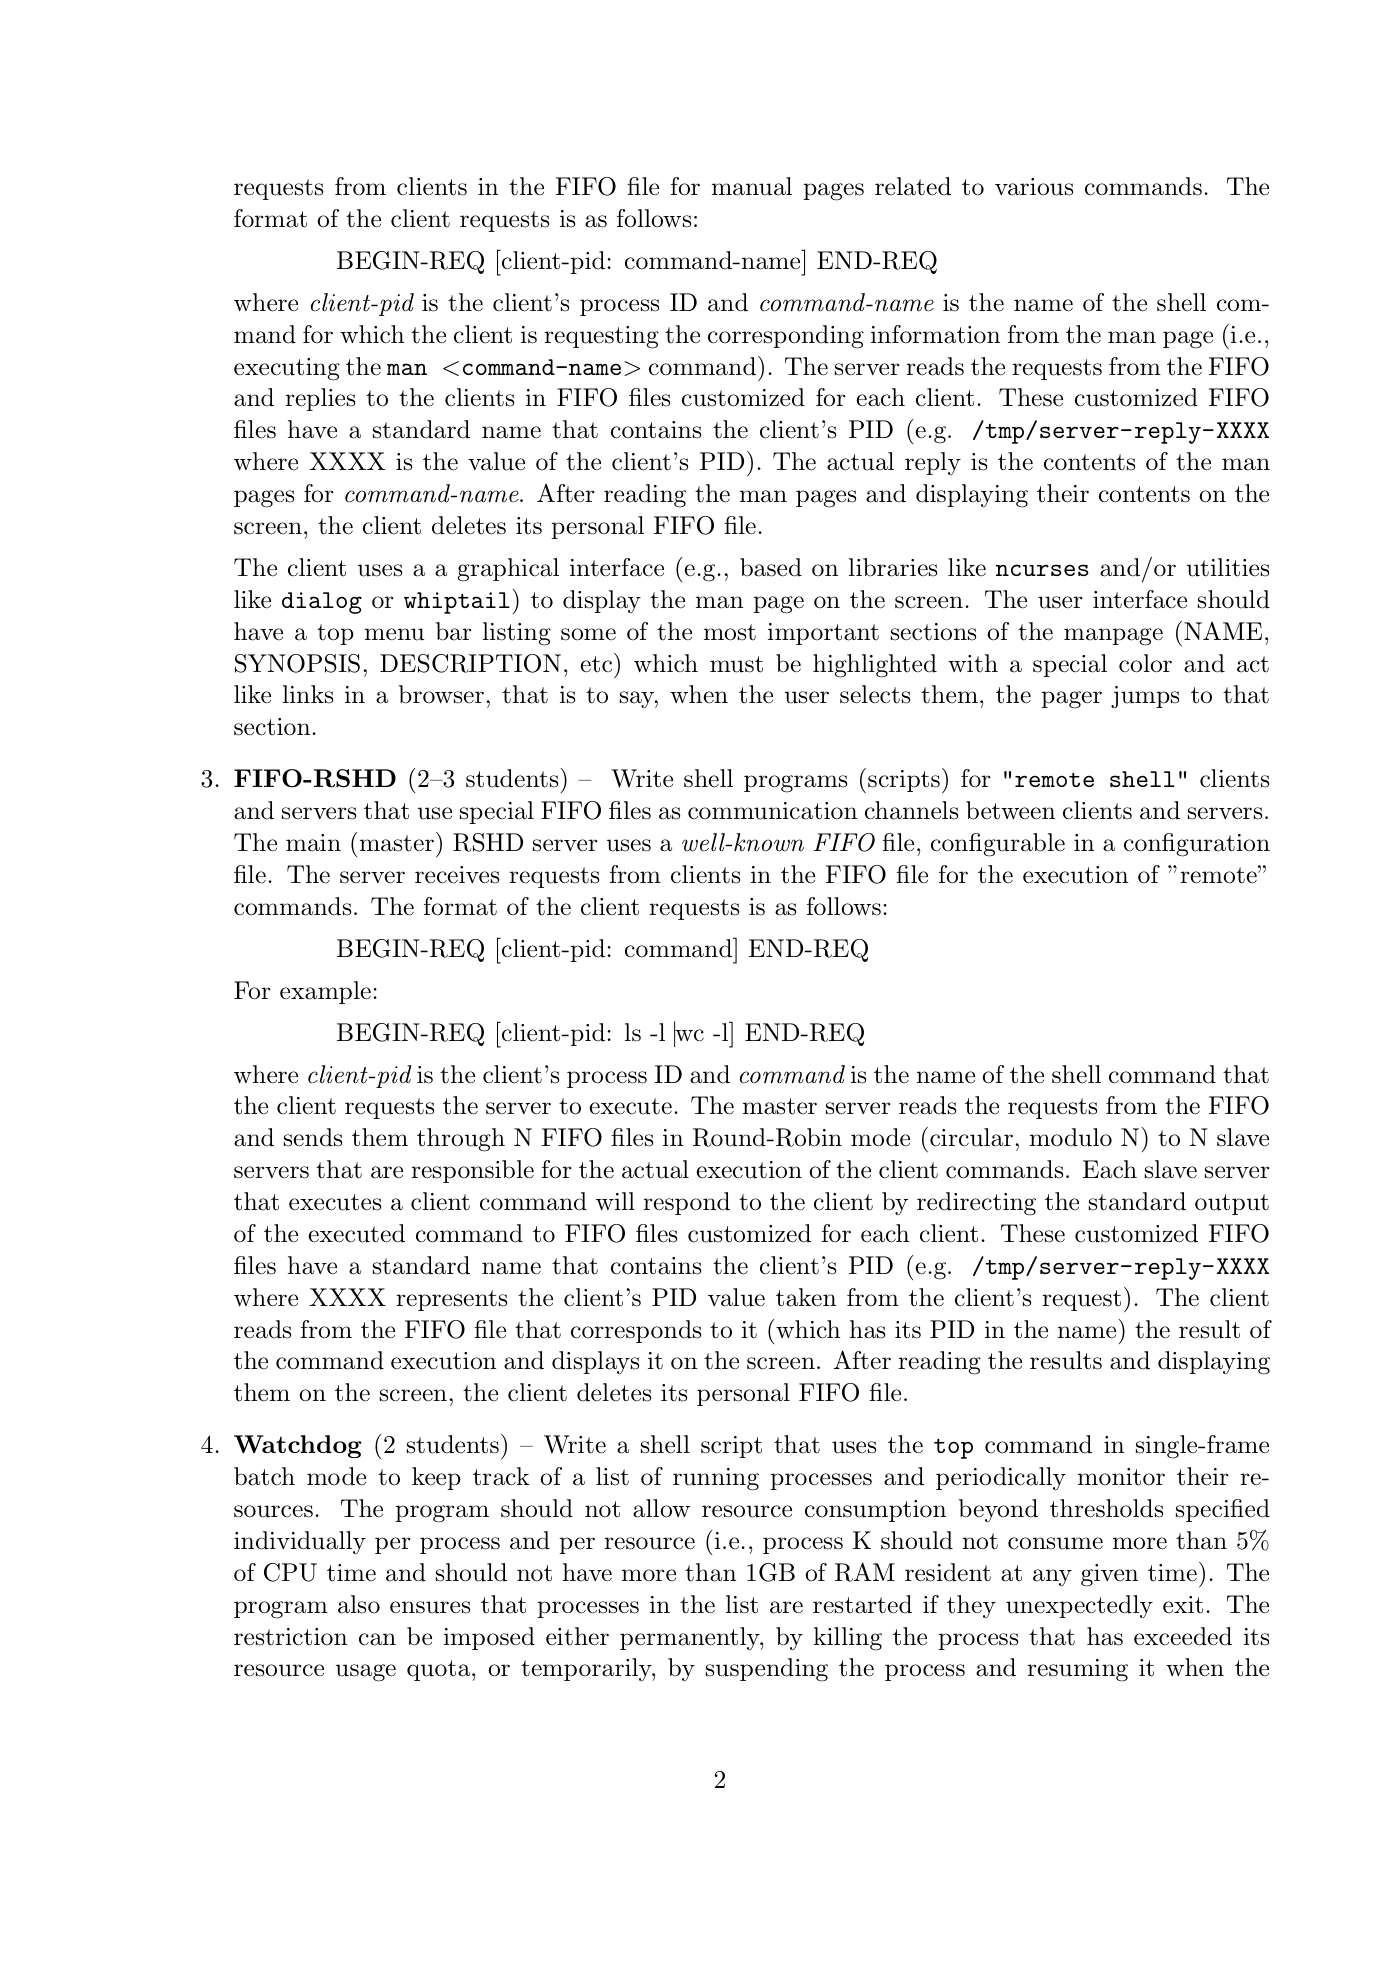 requests from clients in the FIFO file for manual pages related to various commands. The
format of the client requests is as follows:
BEGIN-REQ [client-pid: command-name] END-REQ
where client-pid is the client's process ID and command-name is the name of the shell com-
mand for which the client is requesting the corresponding information from the man page (i.e.,
executing the man <command-name> command). The server reads the requests from the FIFO
and replies to the clients in FIFO files customized for each client. These customized FIFO
files have a standard name that contains the client's PID (e.g. /tmp/server-reply-XXXX
where XXXX is the value of the client's PID). The actual reply is the contents of the man
pages for command-name. After reading the man pages and displaying their contents on the
screen, the client deletes its personal FIFO file.
The client uses a a graphical interface (e.g., based on libraries like ncurses and/or utilities
like dialog or whiptail) to display the man page on the screen. The user interface should
have a top menu bar listing some of the most important sections of the manpage (NAME,
SYNOPSIS, DESCRIPTION, etc) which must be highlighted with a special color and act
like links in a browser, that is to say, when the user selects them, the pager jumps to that
section.
3. FIFO-RSHD (2–3 students) – Write shell programs (scripts) for "remote shell" clients
and servers that use special FIFO files as communication channels between clients and servers.
The main (master) RSHD server uses a well-known FIFO file, configurable in a configuration
file. The server receives requests from clients in the FIFO file for the execution of ”remote”
commands. The format of the client requests is as follows:
BEGIN-REQ [client-pid: command] END-REQ
For example:
BEGIN-REQ [client-pid: ls -l |wc -l] END-REQ
where client-pid is the client's process ID and command is the name of the shell command that
the client requests the server to execute. The master server reads the requests from the FIFO
and sends them through N FIFO files in Round-Robin mode (circular, modulo N) to N slave
servers that are responsible for the actual execution of the client commands. Each slave server
that executes a client command will respond to the client by redirecting the standard output
of the executed command to FIFO files customized for each client. These customized FIFO
files have a standard name that contains the client's PID (e.g. /tmp/server-reply-XXXX
where XXXX represents the client's PID value taken from the client's request). The client
reads from the FIFO file that corresponds to it (which has its PID in the name) the result of
the command execution and displays it on the screen. After reading the results and displaying
them on the screen, the client deletes its personal FIFO file.
4. Watchdog (2 students) – Write a shell script that uses the top command in single-frame
batch mode to keep track of a list of running processes and periodically monitor their re-
sources. The program should not allow resource consumption beyond thresholds specified
individually per process and per resource (i.e., process K should not consume more than 5%
of CPU time and should not have more than 1GB of RAM resident at any given time). The
program also ensures that processes in the list are restarted if they unexpectedly exit. The
restriction can be imposed either permanently, by killing the process that has exceeded its
resource usage quota, or temporarily, by suspending the process and resuming it when the
2